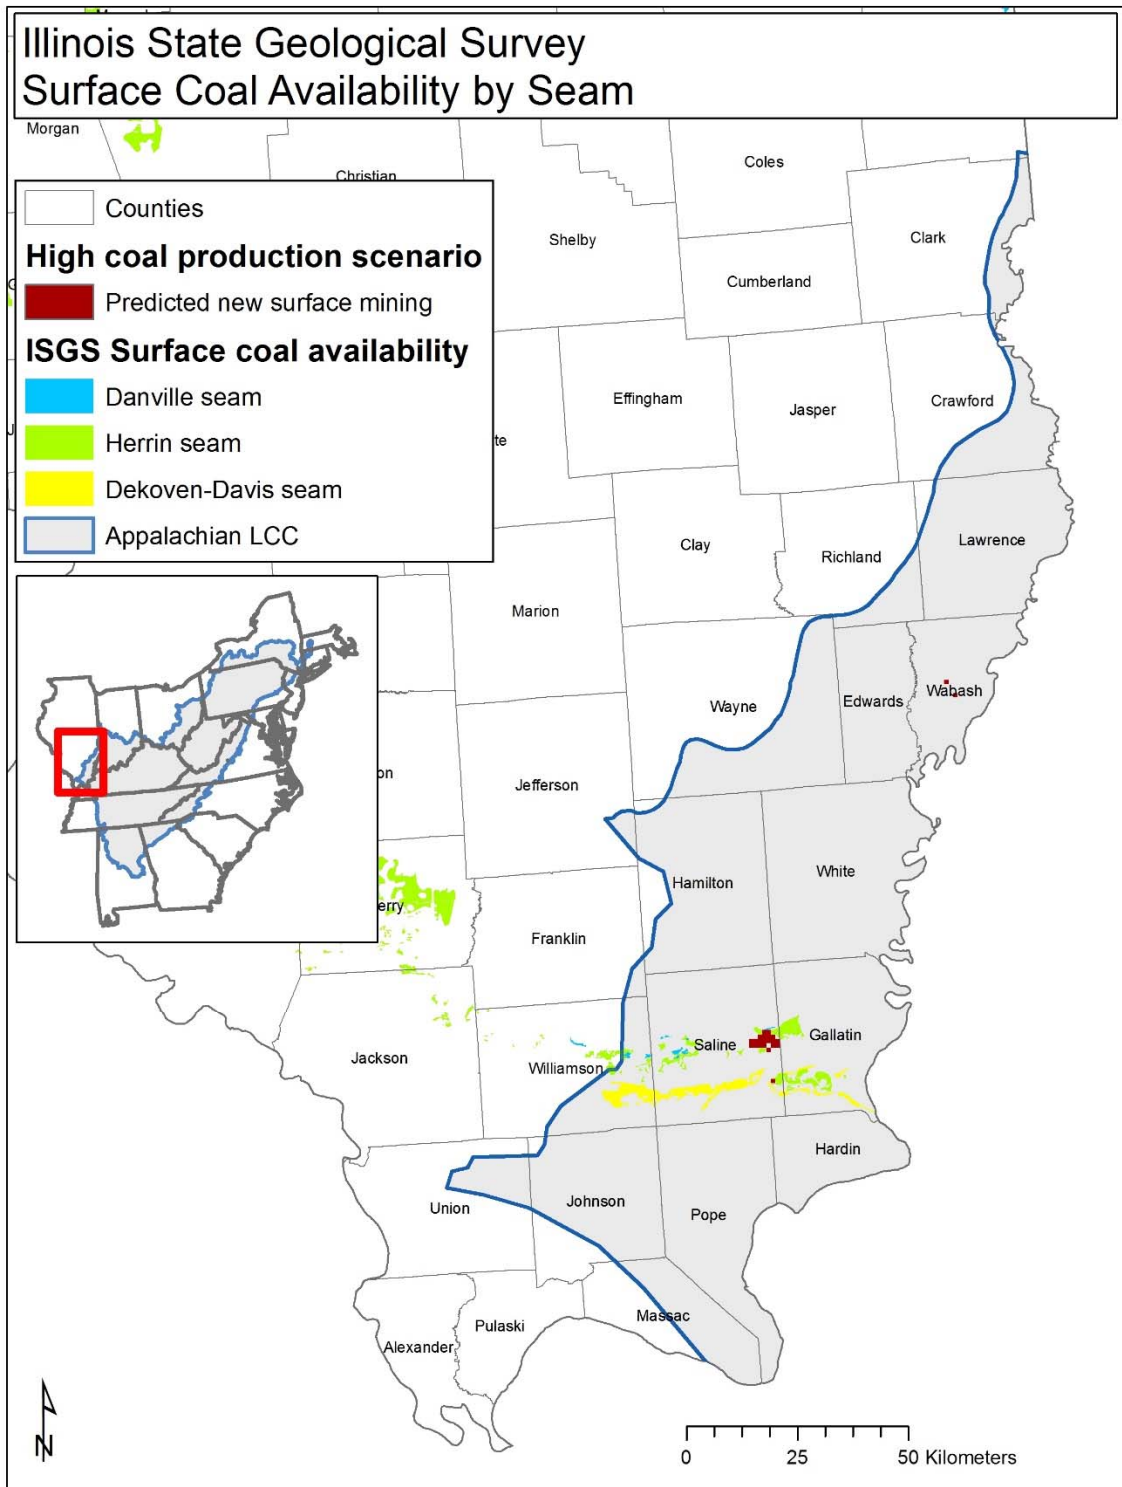 Illinois State Geological Survey
Surface Coal Availability by Seam
Morgan
Christian
Coles
Shelby
Clark
Cumberland
Counties
High coal production scenario
Predicted new surface mining
ISGS Surface coal availability
Danville seam
Herrin seam
Dekoven-Davis seam
Appalachian LCC
Effingham
Jasper
Crawford
te
Clay
Richland
Lawrence
Marion
Wayne
Edwards
Wabash
on
Jefferson
Hamilton
White
erry
Franklin
Saline
Gallatin
Jackson
Williamson
Hardin
Union
Johnson
Pope
Massac
Pulaski
Alexander
N
0 25 50 Kilometers